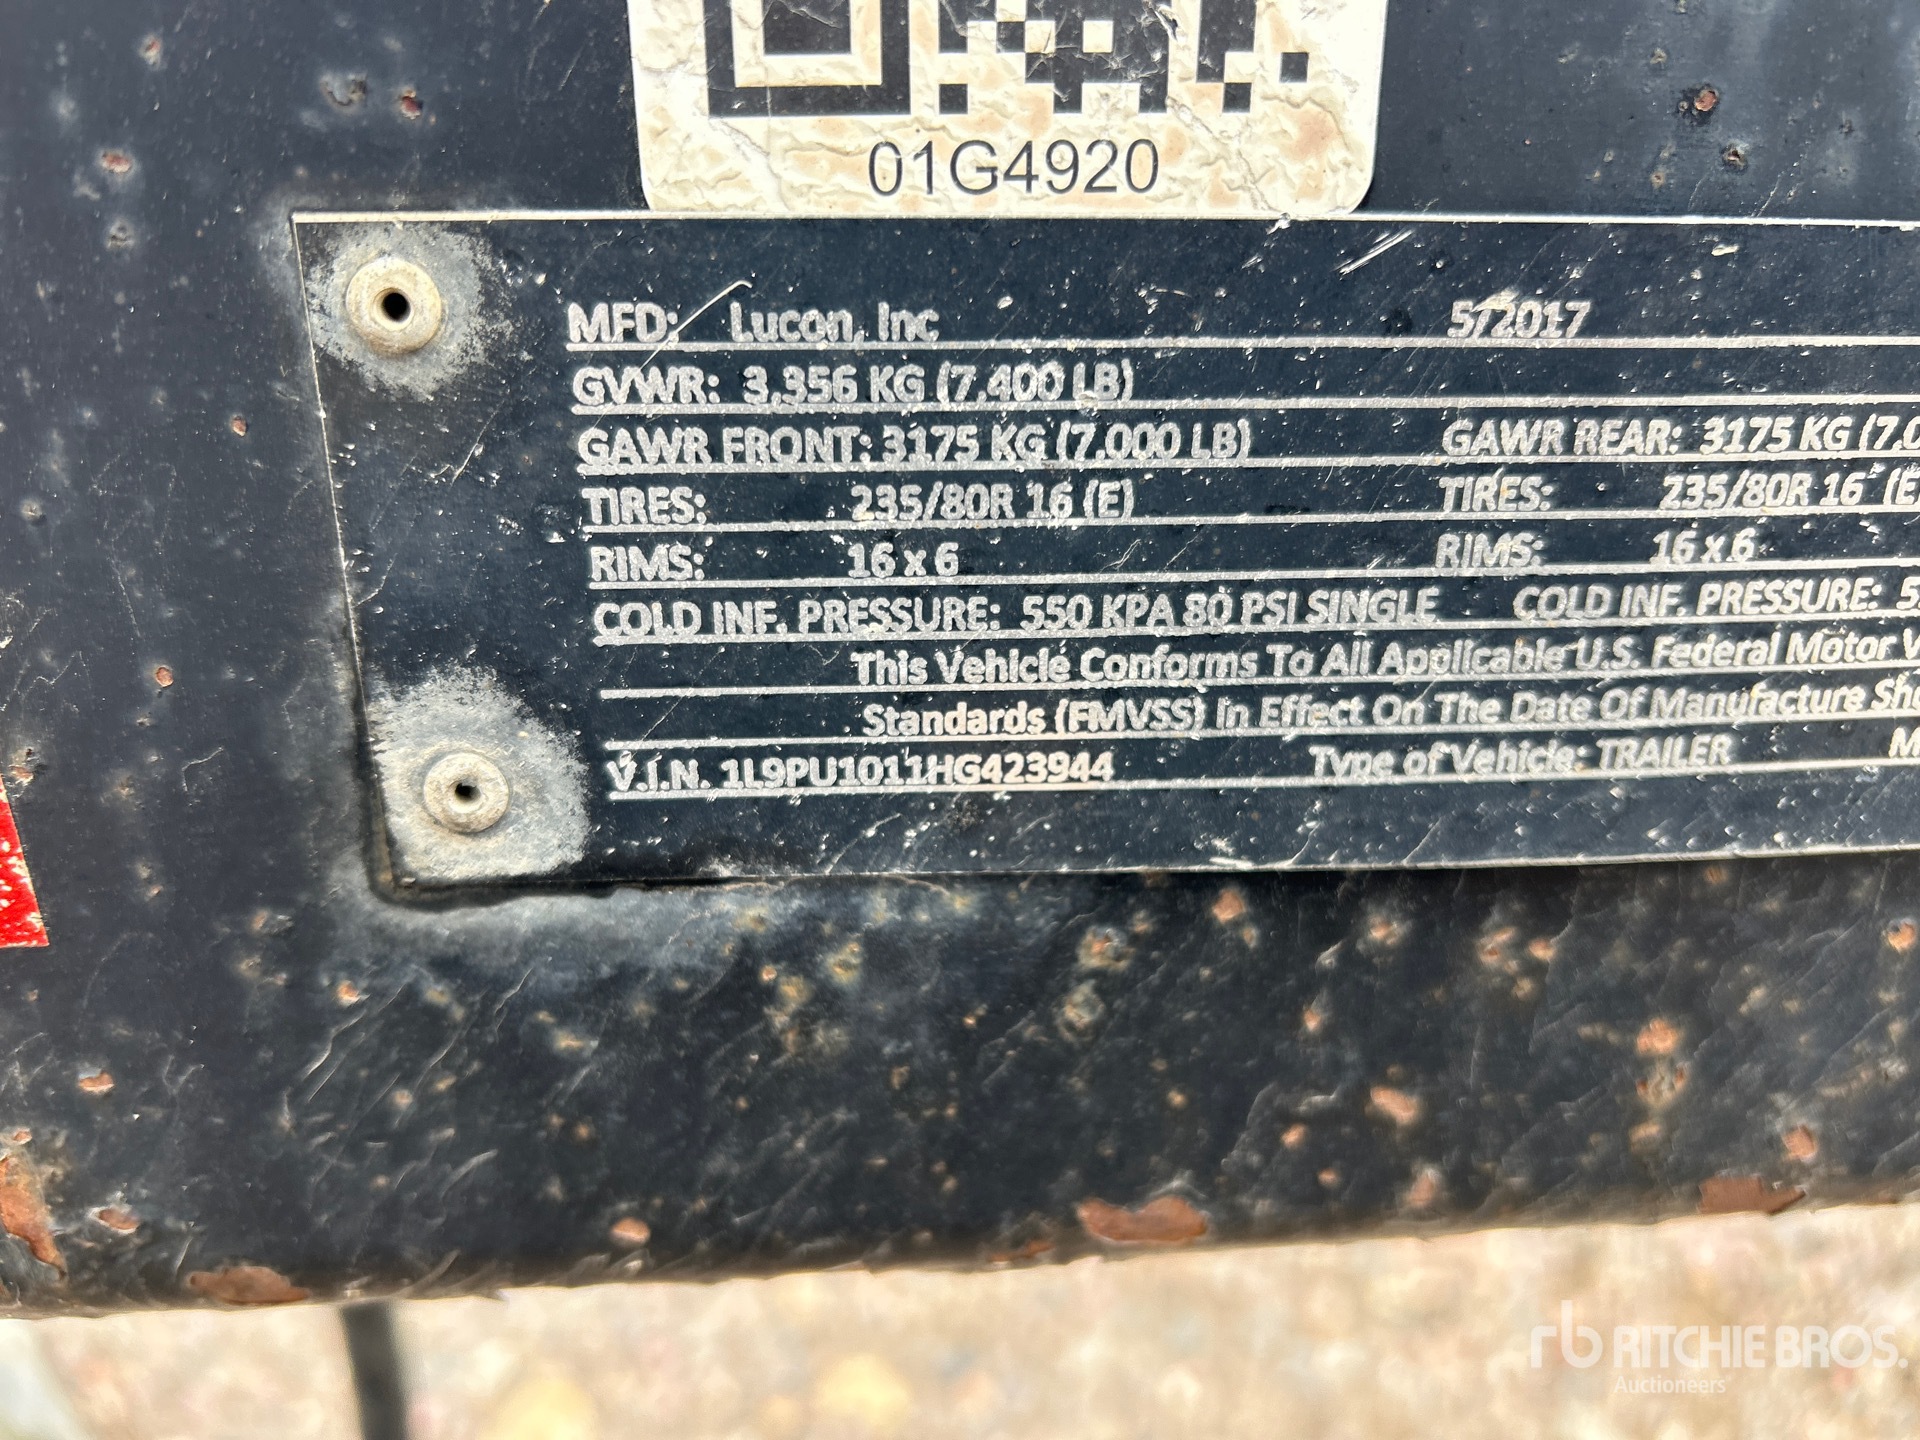 01G4920
MFD: Lucon, Inc 5/2017
GVWR: 3,356 KG (7,400 LB)
GAWR FRONT: 3175 KG (7,000 LB) GAWR REAR: 3175 KG (7,0
TIRES: 235/80R 16 (E) TIRES: 235/80R 16 (E
RIMS: 16 x 6 RIMS: 16 x 6
COLD INF. PRESSURE: 550 KPA 80 PSI SINGLE COLD INF. PRESSURE: 5
This Vehicle Conforms To All Applicable U.S. Federal Motor V
Standards (FMVSS) In Effect On The Date Of Manufacture Sho
V.I.N. 1L9PU1011HG423944 Type of Vehicle: TRAILER M
rb RITCHIE BROS.
Auctioneers